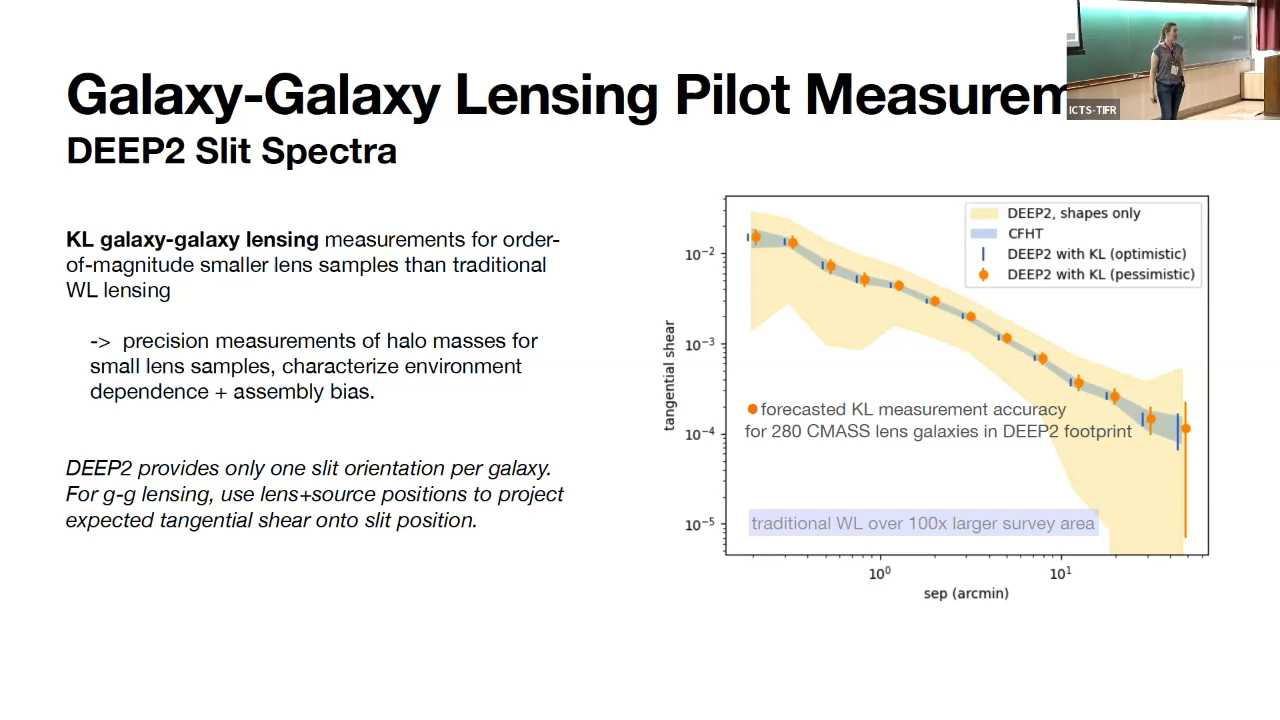 Galaxy-Galaxy Lensing Pilot Measurem
ICTS-TIFR
DEEP2 Slit Spectra
KL galaxy-galaxy lensing measurements for order-
of-magnitude smaller lens samples than traditional
WL lensing
-> precision measurements of halo masses for
small lens samples, characterize environment
dependence + assembly bias.
DEEP2 provides only one slit orientation per galaxy.
For g-g lensing, use lens+source positions to project
expected tangential shear onto slit position.
DEEP2, shapes only
CFHT
DEEP2 with KL (optimistic)
DEEP2 with KL (pessimistic)
tangential shear
10⁻²
10⁻³
10⁻⁴
10⁻⁵
forecasted KL measurement accuracy
for 280 CMASS lens galaxies in DEEP2 footprint
traditional WL over 100x larger survey area
10⁰
10¹
sep (arcmin)